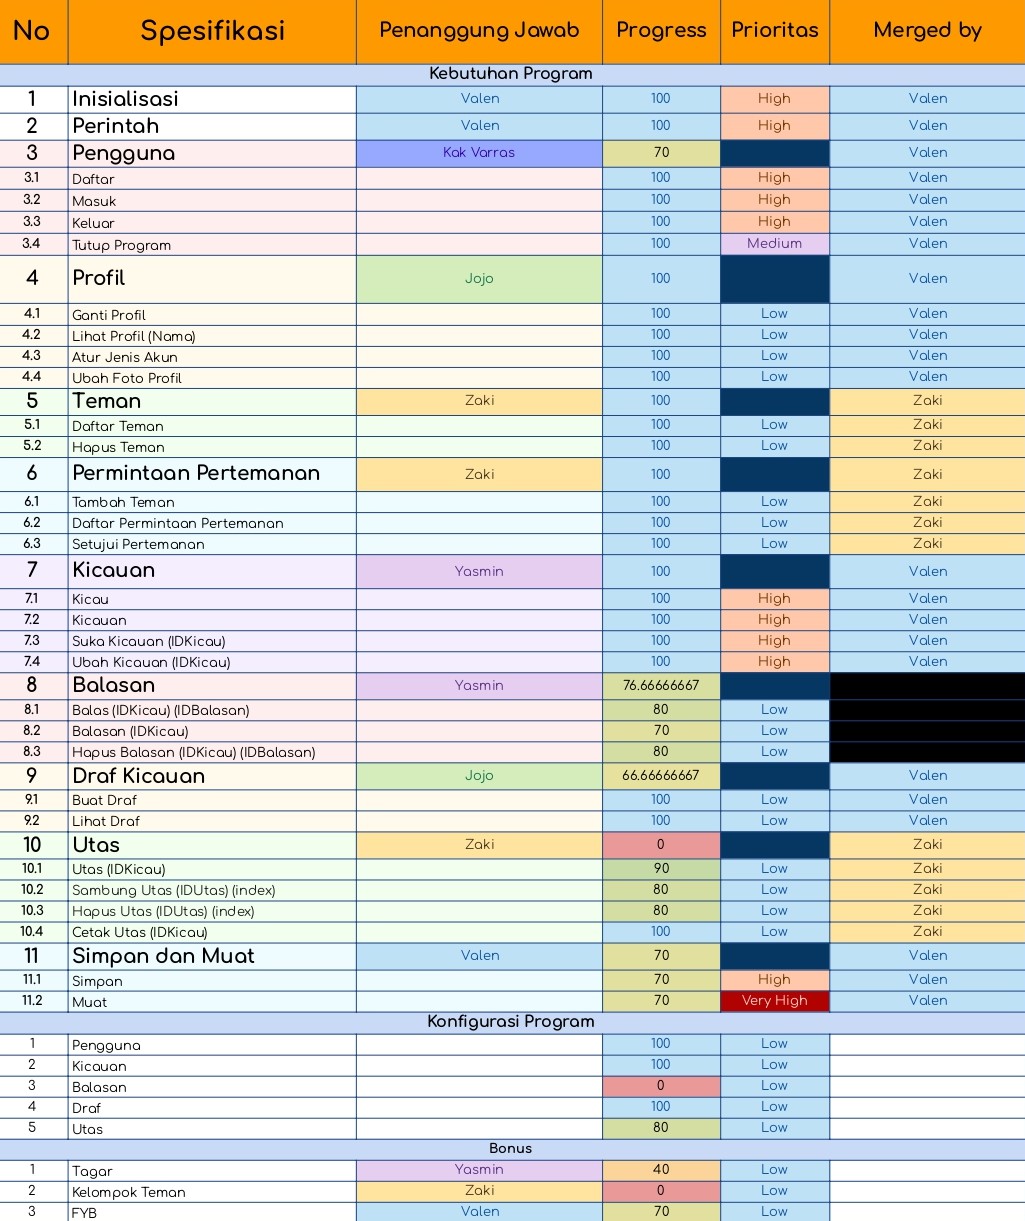 No Spesifikasi Penanggung Jawab Progress Prioritas Merged by
Kebutuhan Program
1 Inisialisasi Valen 100 High Valen
2 Perintah Valen 100 High Valen
3 Pengguna Kak Varras 70 Valen
3.1 Daftar 100 High Valen
3.2 Masuk 100 High Valen
3.3 Keluar 100 High Valen
3.4 Tutup Program 100 Medium Valen
4 Profil Jojo 100 Valen
4.1 Ganti Profil 100 Low Valen
4.2 Lihat Profil (Nama) 100 Low Valen
4.3 Atur Jenis Akun 100 Low Valen
4.4 Ubah Foto Profil 100 Low Valen
5 Teman Zaki 100 Zaki
5.1 Daftar Teman 100 Low Zaki
5.2 Hapus Teman 100 Low Zaki
6 Permintaan Pertemanan Zaki 100 Zaki
6.1 Tambah Teman 100 Low Zaki
6.2 Daftar Permintaan Pertemanan 100 Low Zaki
6.3 Setujui Pertemanan 100 Low Zaki
7 Kicauan Yasmin 100 Valen
7.1 Kicau 100 High Valen
7.2 Kicauan 100 High Valen
7.3 Suka Kicauan (IDKicau) 100 High Valen
7.4 Ubah Kicauan (IDKicau) 100 High Valen
8 Balasan Yasmin 76.66666667
8.1 Balas (IDKicau) (IDBalasan) 80 Low
8.2 Balasan (IDKicau) 70 Low
8.3 Hapus Balasan (IDKicau) (IDBalasan) 80 Low
9 Draf Kicauan Jojo 66.66666667 Valen
9.1 Buat Draf 100 Low Valen
9.2 Lihat Draf 100 Low Valen
10 Utas Zaki 0 Zaki
10.1 Utas (IDKicau) 90 Low Zaki
10.2 Sambung Utas (IDUtas) (index) 80 Low Zaki
10.3 Hapus Utas (IDUtas) (index) 80 Low Zaki
10.4 Cetak Utas (IDKicau) 100 Low Zaki
11 Simpan dan Muat Valen 70 Valen
11.1 Simpan 70 High Valen
11.2 Muat 70 Very High Valen
Konfigurasi Program
1 Pengguna 100 Low
2 Kicauan 100 Low
3 Balasan 0 Low
4 Draf 100 Low
5 Utas 80 Low
Bonus
1 Tagar Yasmin 40 Low
2 Kelompok Teman Zaki 0 Low
3 FYB Valen 70 Low